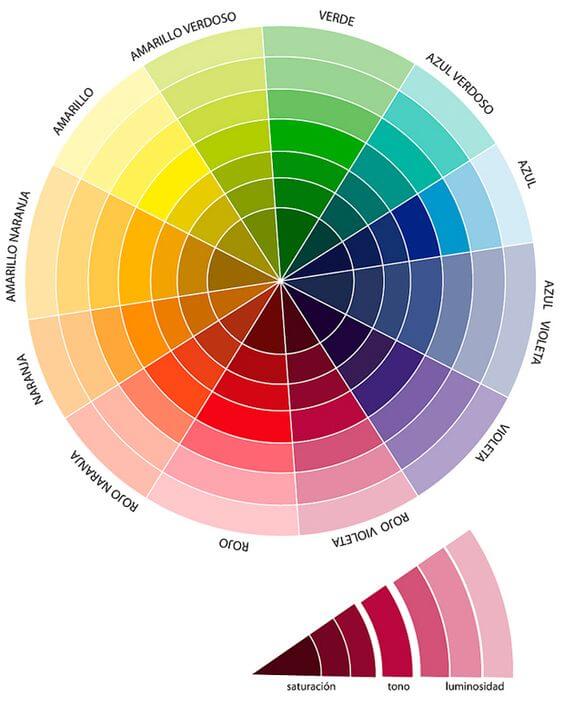 VERDE
AZUL VERDOSO
AZUL
AZUL VIOLETA
VIOLETA
ROJO VIOLETA
ROJO
ROJO NARANJA
NARANJA
AMARILLO NARANJA
AMARILLO
AMARILLO VERDOSO
saturación
tono
luminosidad